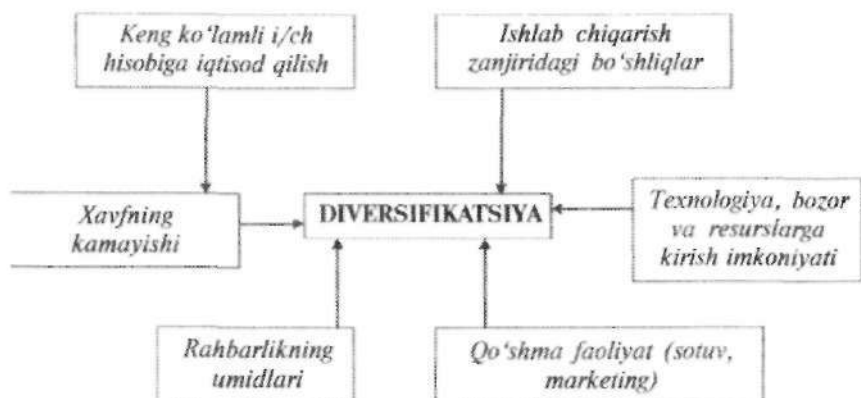 Keng ko‘lamli i/ch
hisobiga iqtisod qilish
Ishlab chiqarish
zanjiridagi bo‘shliqlar
Xavfning
kamayishi
DIVERSIFIKATSIYA
Texnologiya, bozor
va resurslarga
kirish imkoniyati
Rahbarlikning
umidlari
Qo‘shma faoliyat (sotuv,
marketing)